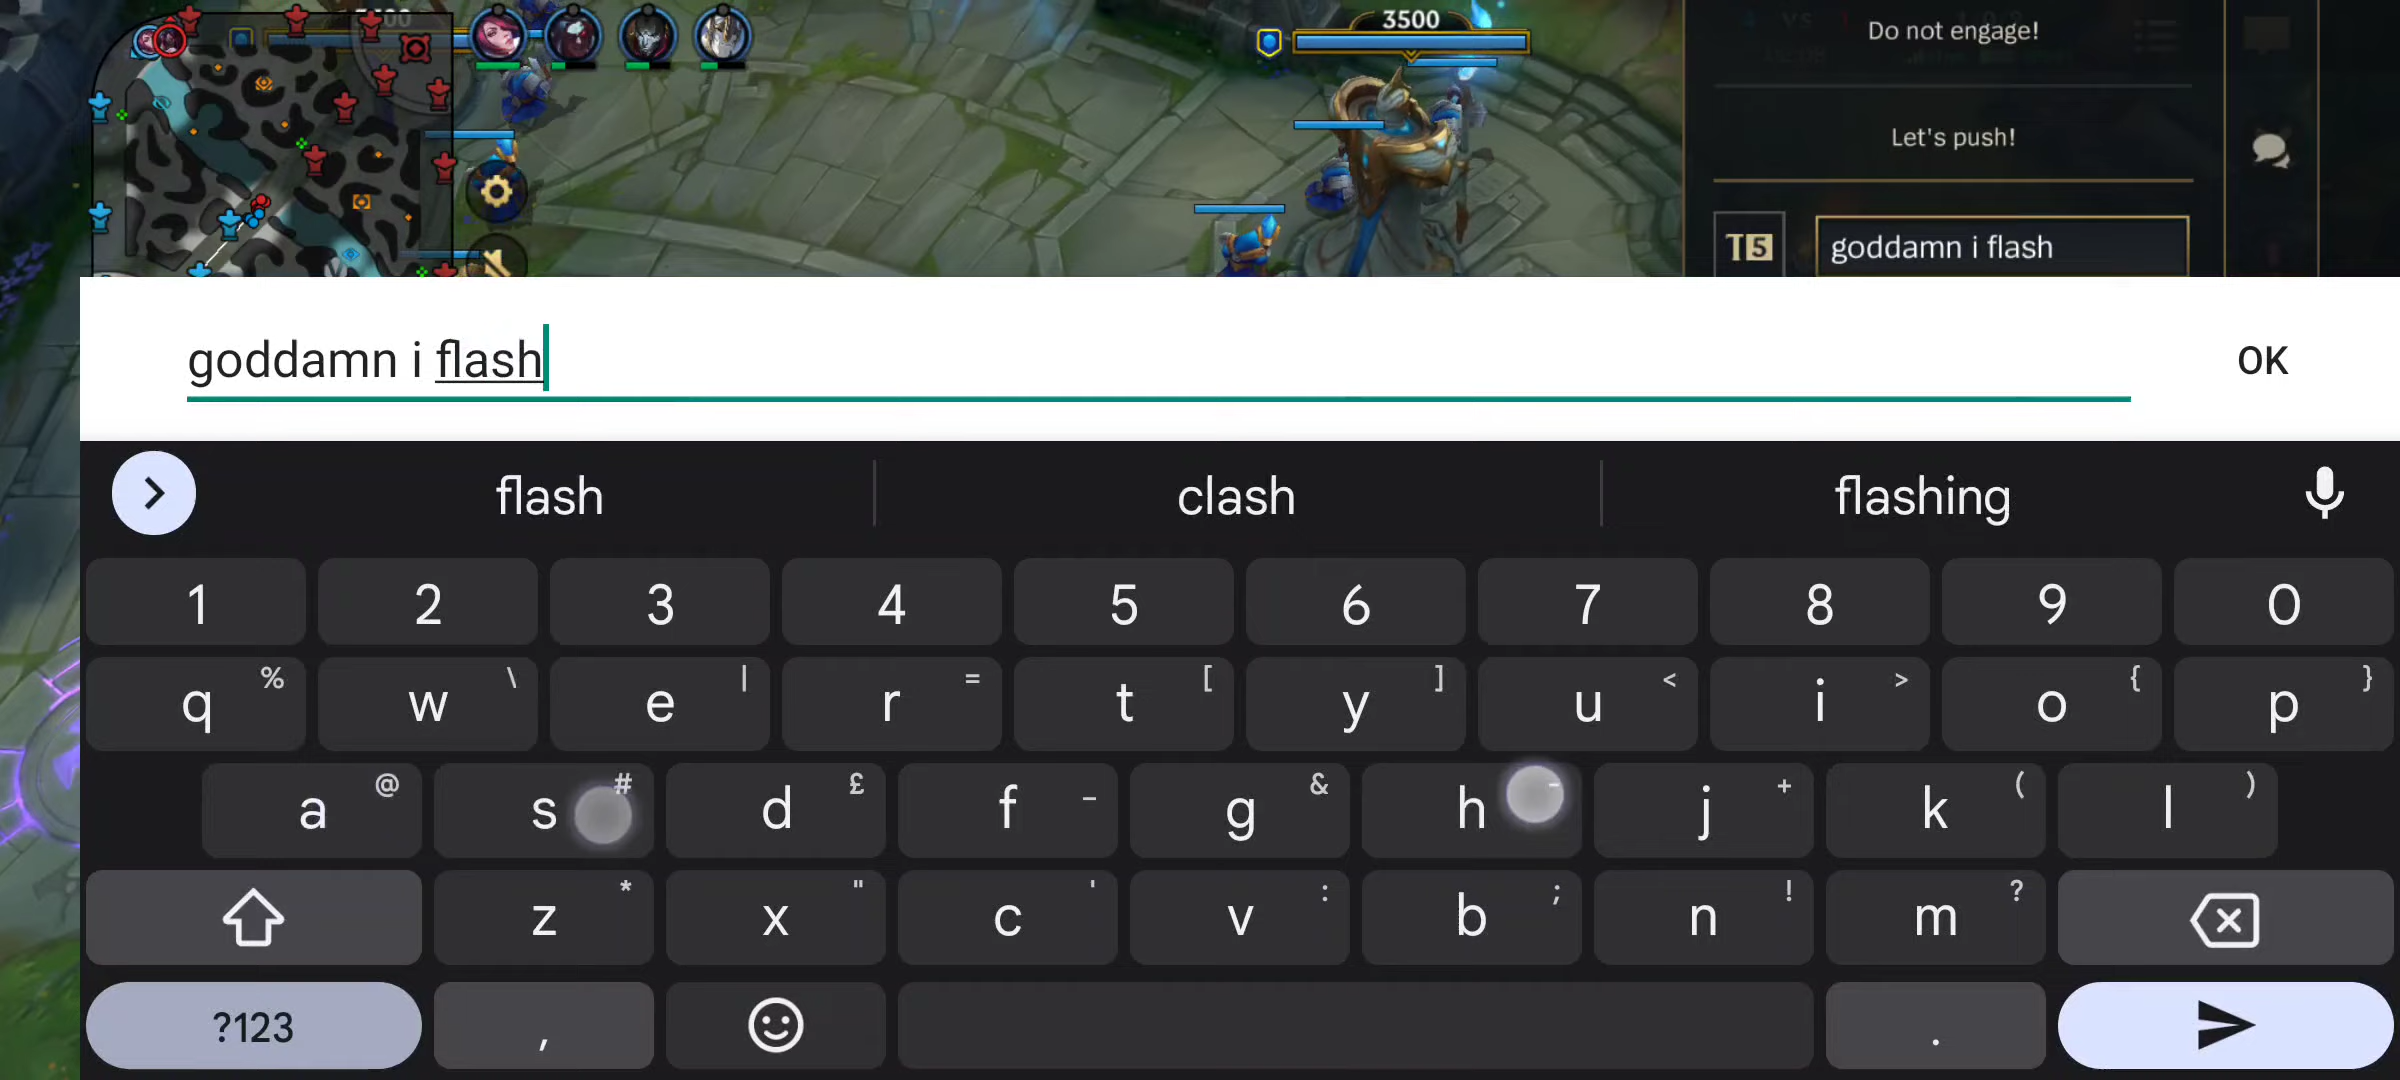 3500
Do not engage!
Let's push!
T5
goddamn i flash
goddamn i flash
OK
flash
clash
flashing
1 2 3 4 5 6 7 8 9 0
q % w \ e | r = t [ y ] u < i > o { p }
a @ s # d £ f _ g & h - j + k ( l )
z * x " c ' v : b ; n ! m ?
?123 , .